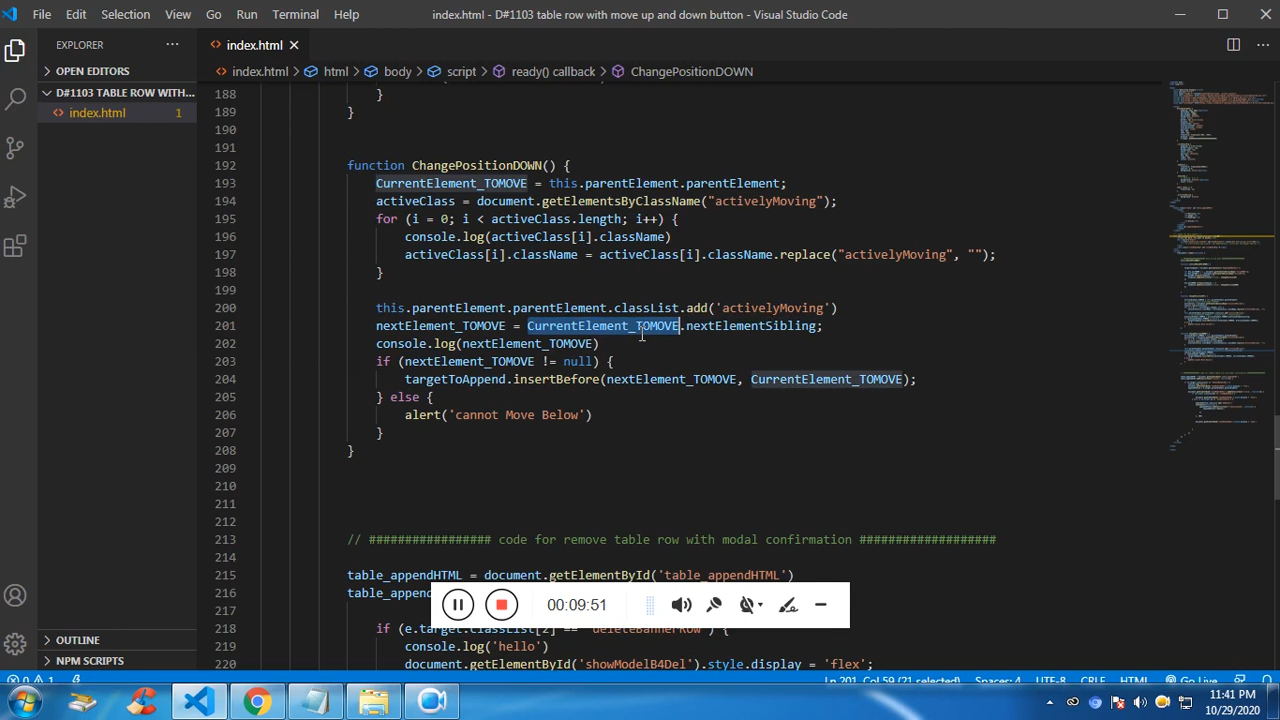 File Edit Selection View Go Run Terminal Help index.html - D#1103 table row with move up and down button - Visual Studio Code
EXPLORER
index.html
index.html > html > body > script > ready() callback > ChangePositionDOWN
OPEN EDITORS
D#1103 TABLE ROW WITH...
index.html 1
188 }
189 }
190
191
192 function ChangePositionDOWN() {
193 CurrentElement_TOMOVE = this.parentElement.parentElement;
194 activeClass = document.getElementsByClassName("activelyMoving");
195 for (i = 0; i < activeClass.length; i++) {
196 console.log(activeClass[i].className)
197 activeClass[i].className = activeClass[i].className.replace("activelyMoving", "");
198 }
199
200 this.parentElement.parentElement.classList.add('activelyMoving')
201 nextElement_TOMOVE = CurrentElement_TOMOVE.nextElementSibling;
202 console.log(nextElement_TOMOVE)
203 if (nextElement_TOMOVE != null) {
204 targetToAppend.insertBefore(nextElement_TOMOVE, CurrentElement_TOMOVE);
205 } else {
206 alert('cannot Move Below')
207 }
208 }
209
210
211
212
213 // ################# code for remove table row with modal confirmation ###################
214
215 table_appendHTML = document.getElementById('table_appendHTML')
216 table_appen
217
218 if (e.target.classList[2] == 'deleteBannerRow') {
219 console.log('hello')
220 document.getElementById('showModelB4Del').style.display = 'flex';
00:09:51
OUTLINE
NPM SCRIPTS
0 1 Ln 201, Col 59 (21 selected) Spaces: 4 UTF-8 CRLF HTML Go Live
11:41 PM
10/29/2020